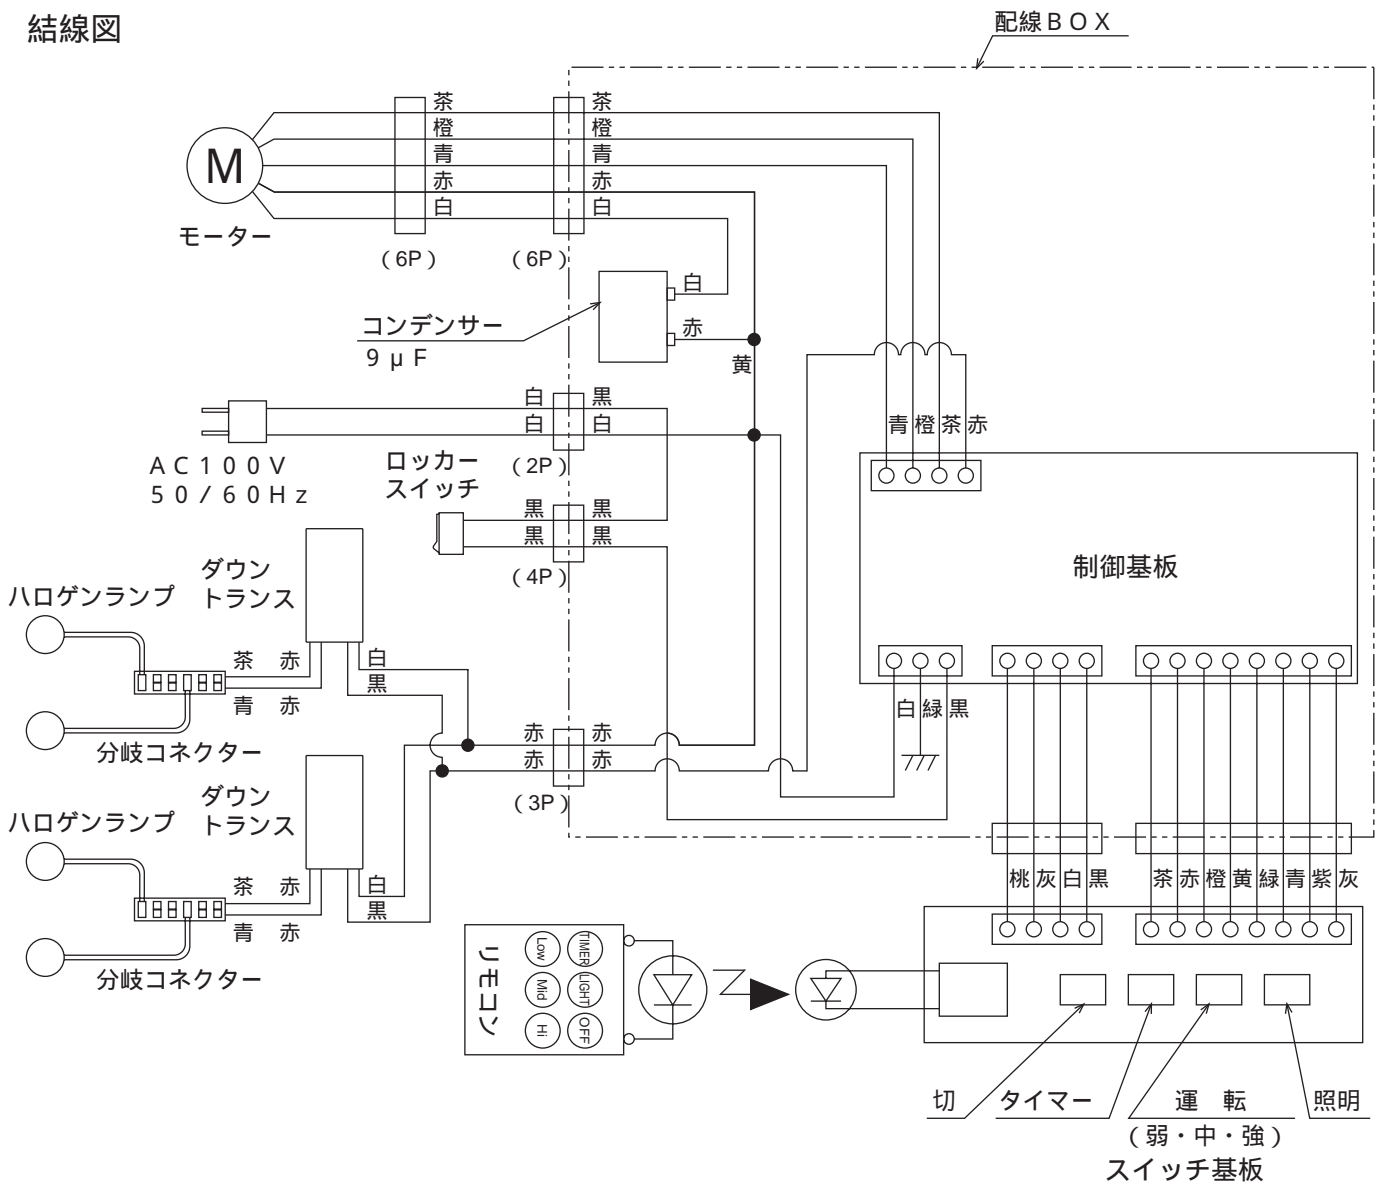 結線図
配線BOX
茶 茶
橙 橙
青 青
赤 赤
白 白
M
モーター
(6P) (6P)
白
コンデンサー
9μF
赤
黄
白 黒
白 白
青 橙 茶 赤
AC100V
50/60Hz
ロッカー
スイッチ
(2P)
黒 黒
黒 黒
(4P)
制御基板
ハロゲンランプ
ダウン
トランス
茶 赤
青 赤
白
黒
分岐コネクター
白 緑 黒
赤 赤
赤 赤
(3P)
ハロゲンランプ
ダウン
トランス
茶 赤
青 赤
白
黒
分岐コネクター
桃 灰 白 黒
茶 赤 橙 黄 緑 青 紫 灰
リモコン
Low
TIMER
Mid
LIGHT
Hi
OFF
切
タイマー
運 転
(弱・中・強)
照明
スイッチ基板